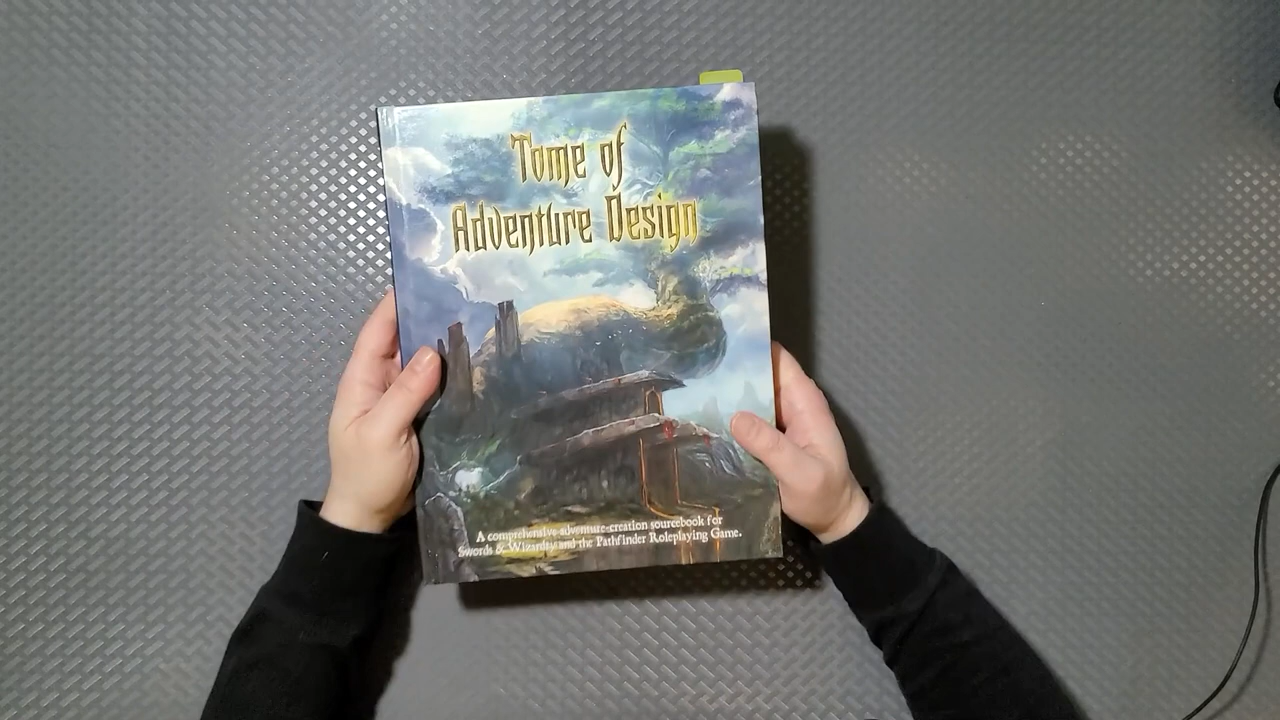 Tome of
Adventure Design
A comprehensive adventure-creation sourcebook for
Swords & Wizardry and the Pathfinder Roleplaying Game.